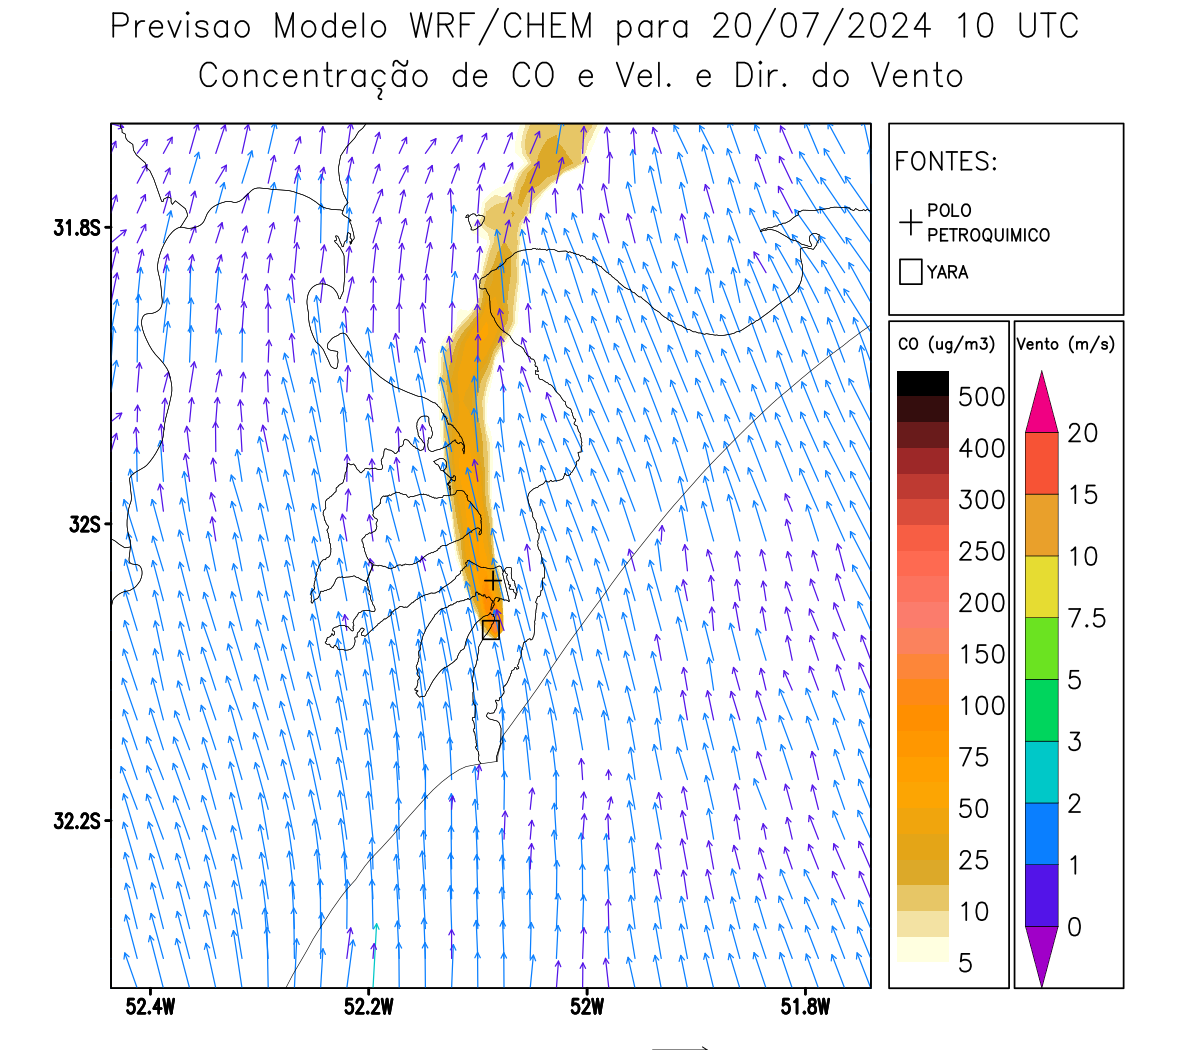 Previsao Modelo WRF/CHEM para 20/07/2024 10 UTC
Concentração de CO e Vel. e Dir. do Vento
FONTES:
POLO
PETROQUIMICO
YARA
CO (ug/m3)
500
400
300
250
200
150
100
75
50
25
10
5
Vento (m/s)
20
15
10
7.5
5
3
2
1
0
31.8S
32S
32.2S
52.4W
52.2W
52W
51.8W